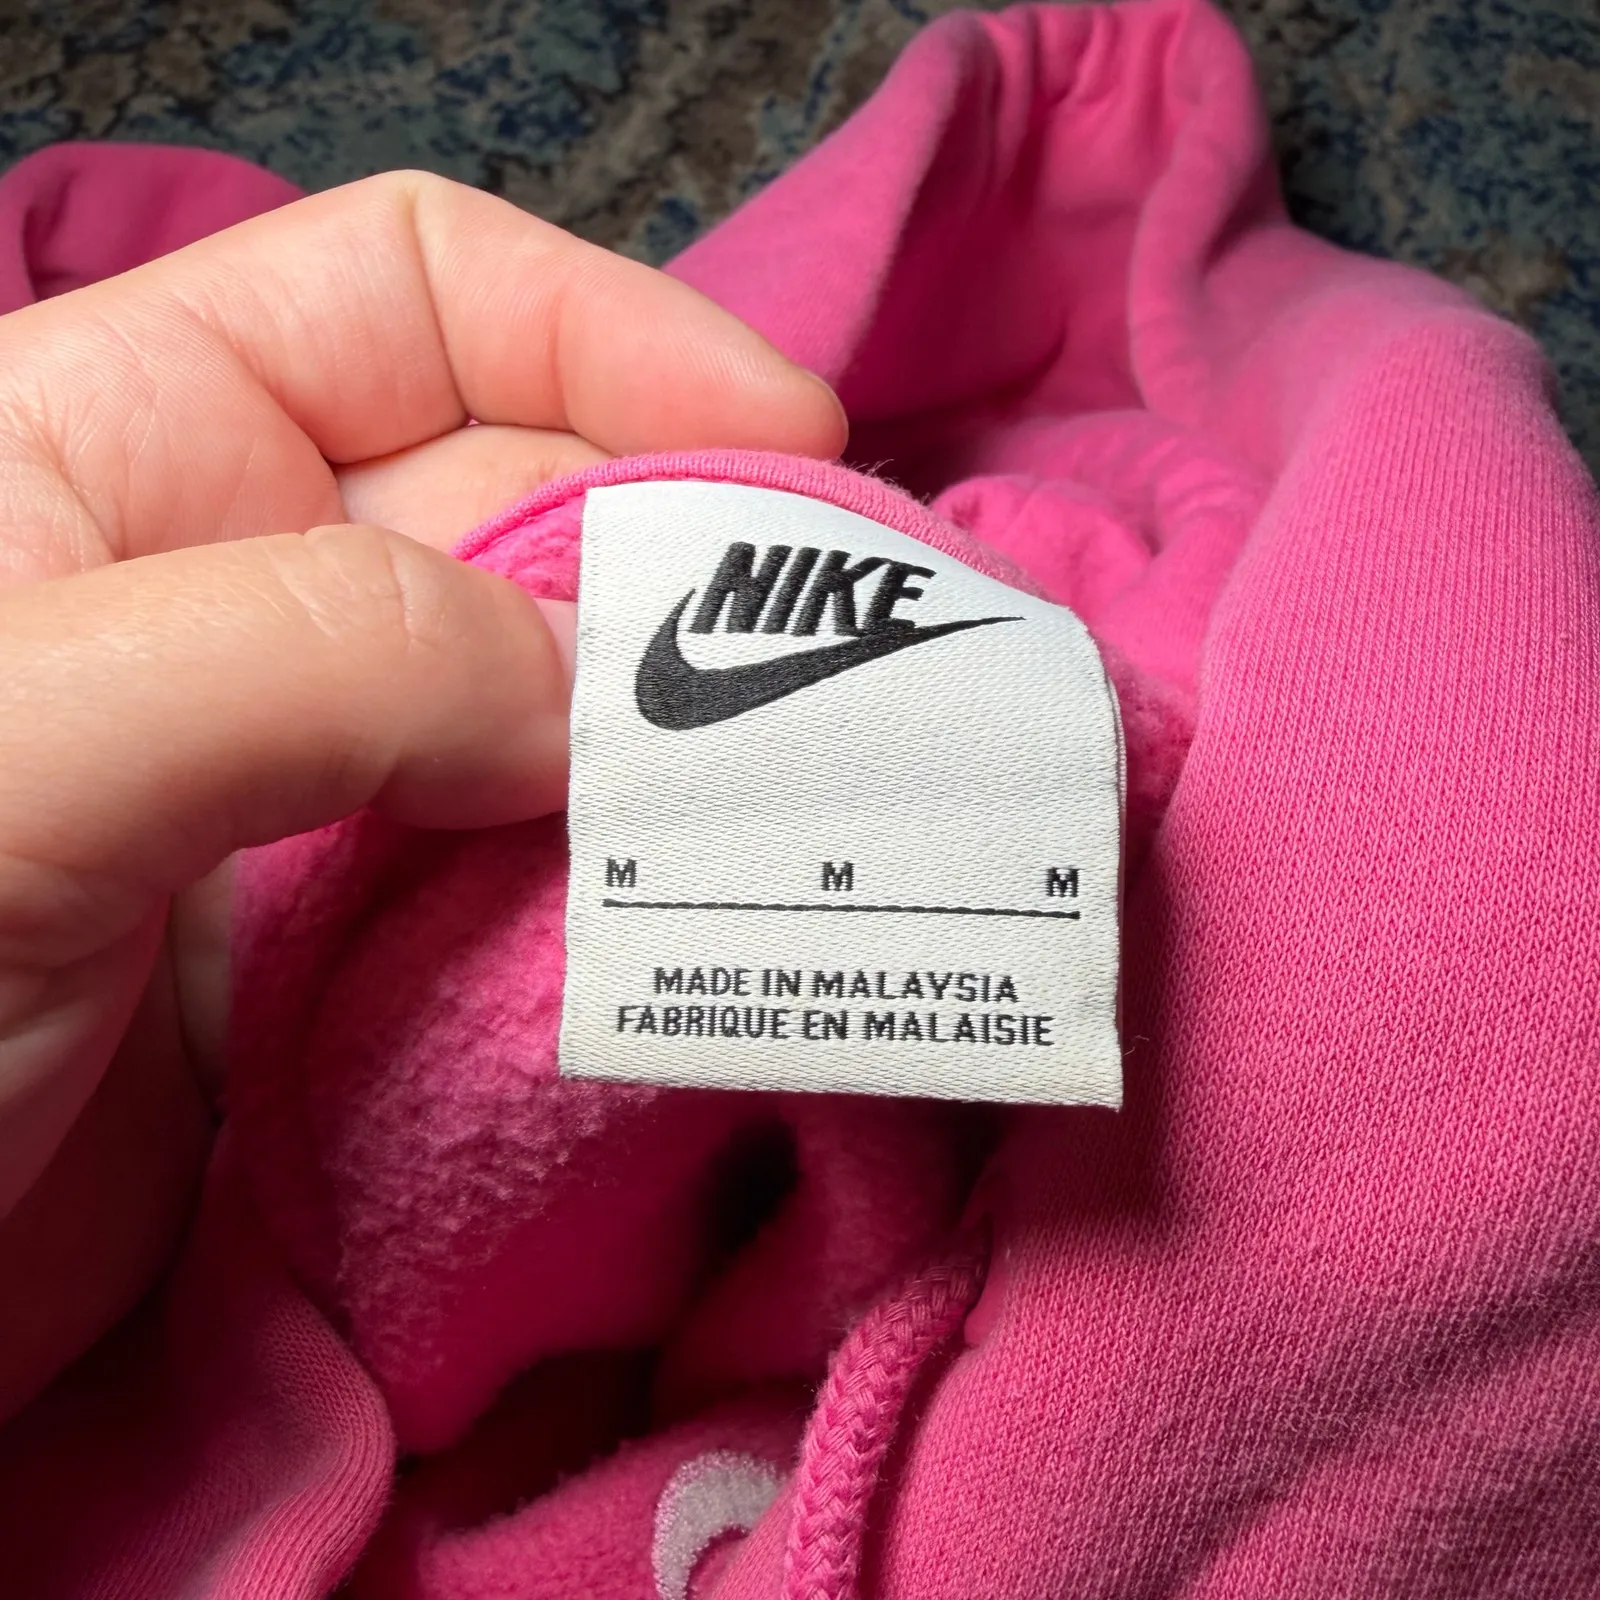 NIKE
M M M
MADE IN MALAYSIA
FABRIQUE EN MALAISIE